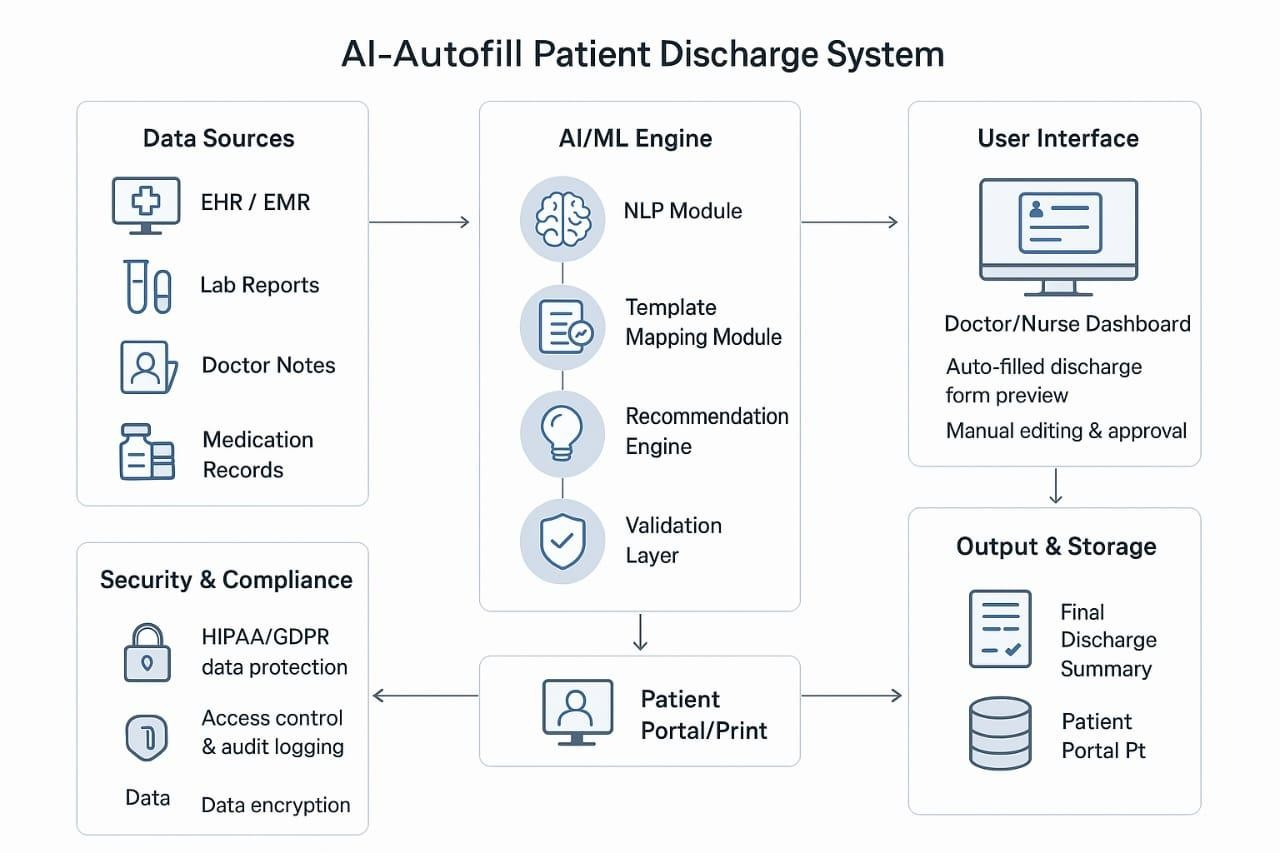 AI-Autofill Patient Discharge System
Data Sources
EHR / EMR
Lab Reports
Doctor Notes
Medication
Records
AI/ML Engine
NLP Module
Template
Mapping Module
Recommendation
Engine
Validation
Layer
User Interface
Doctor/Nurse Dashboard
Auto-filled discharge
form preview
Manual editing & approval
Security & Compliance
HIPAA/GDPR
data protection
Access control
& audit logging
Data
Data encryption
Patient
Portal/Print
Output & Storage
Final
Discharge
Summary
Patient
Portal Pt